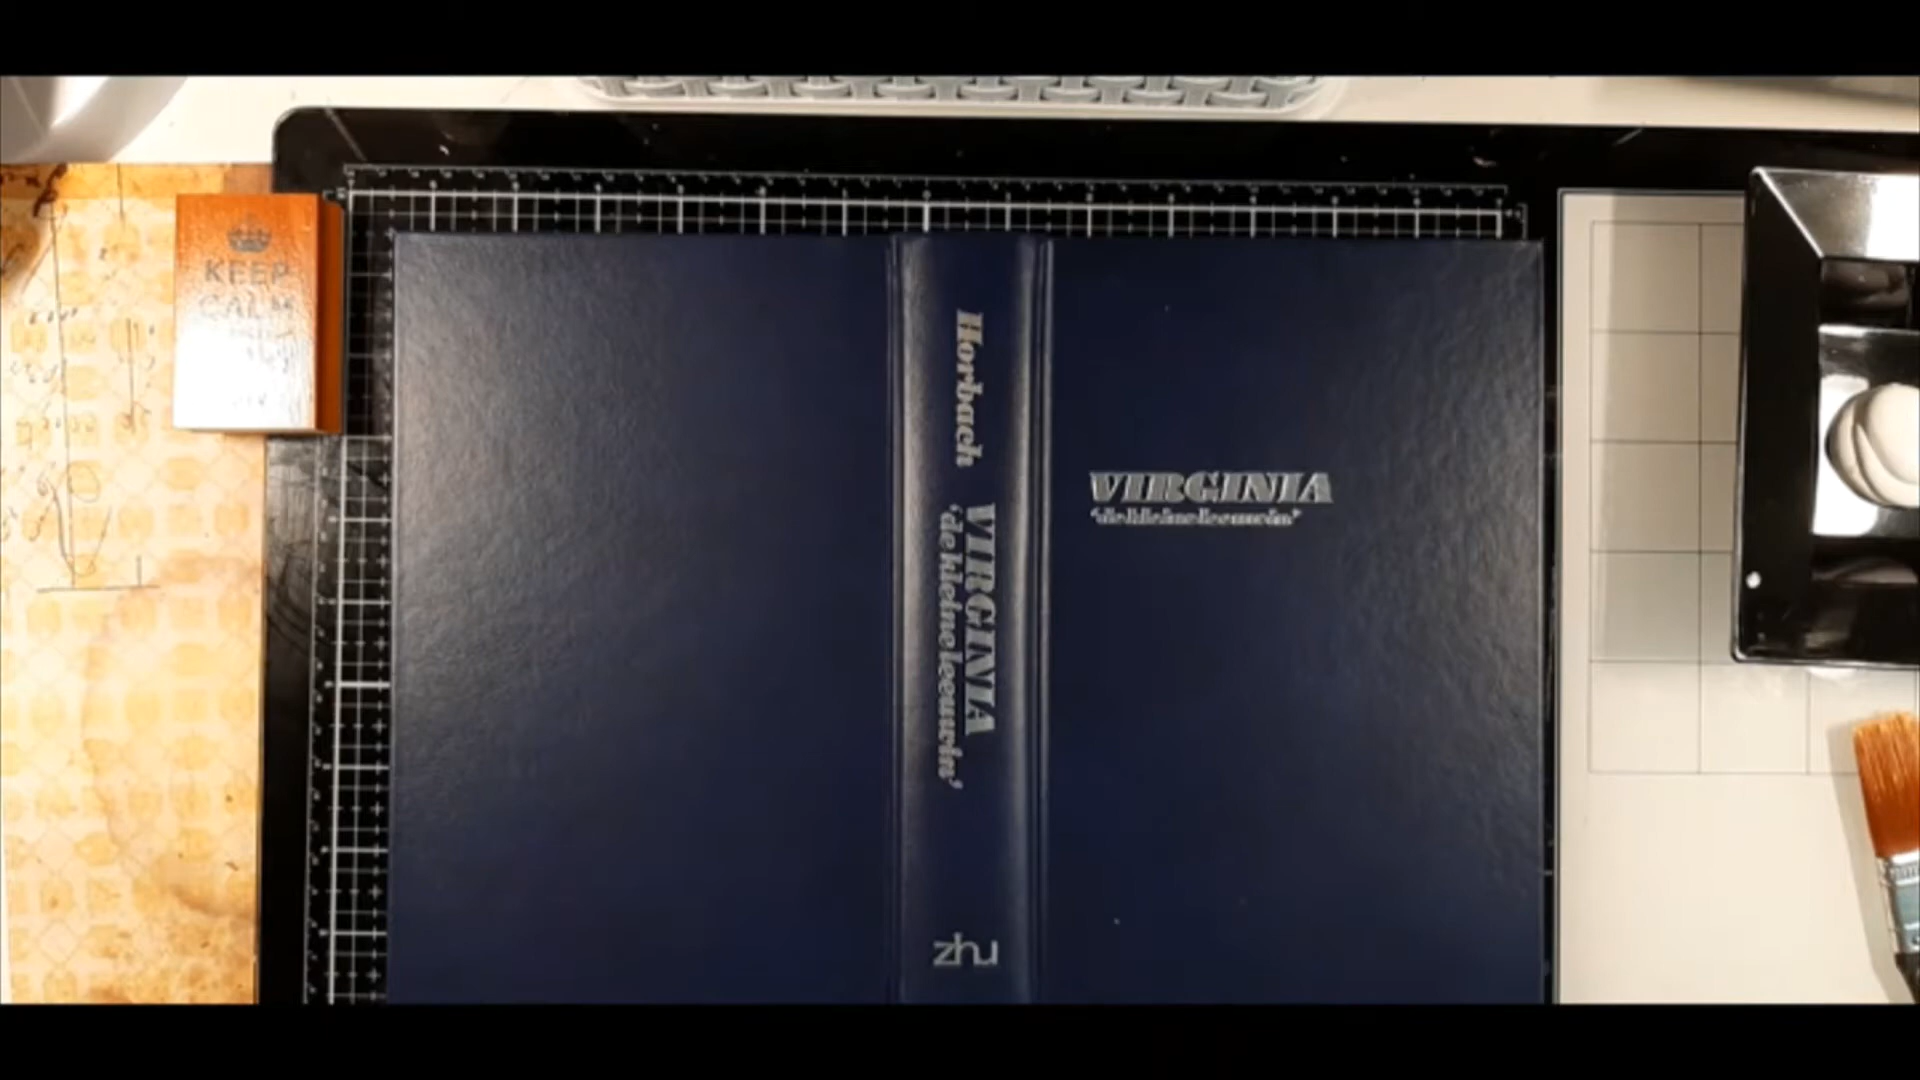 KEEP
CALM
Horbach
VIRGINIA
'de kleine leeuwin'
zhu
VIRGINIA
'de kleine leeuwin'